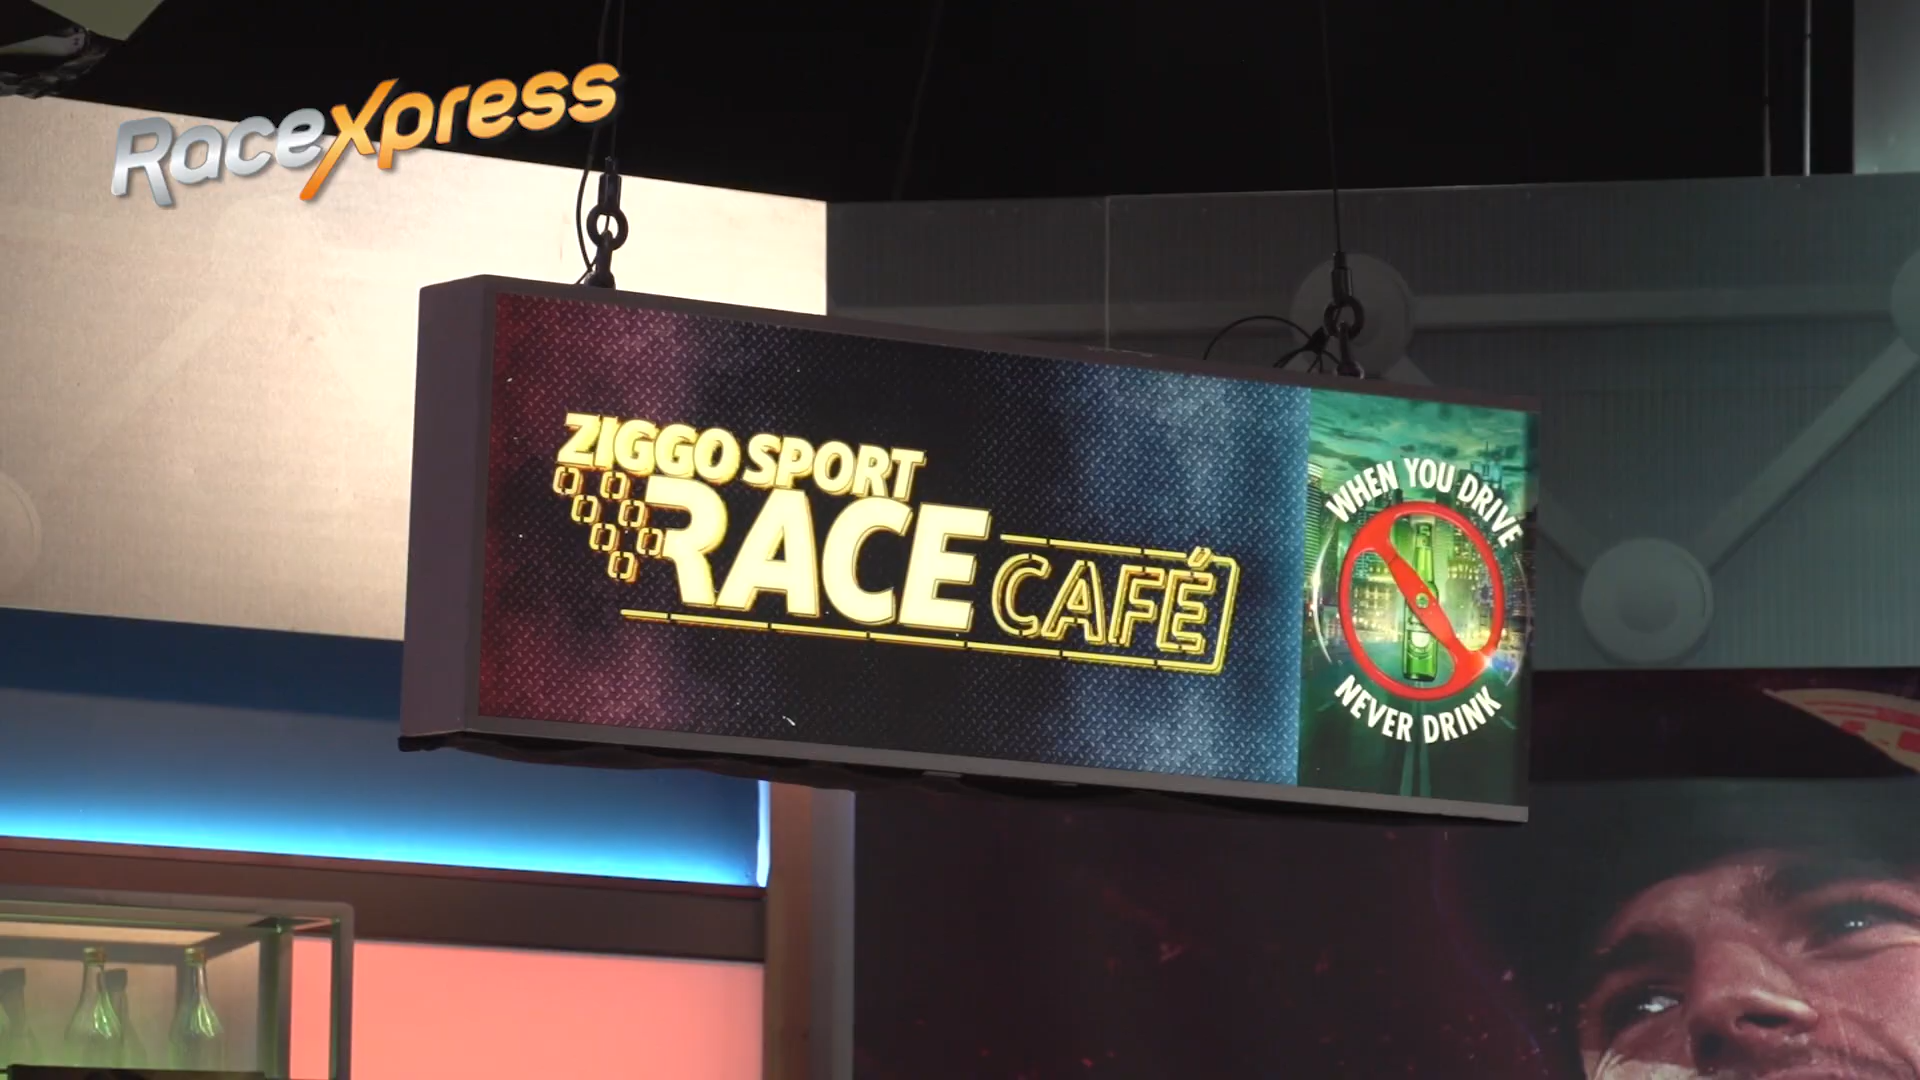 RaceXpress
ZIGGO SPORT
RACE CAFÉ
WHEN YOU DRIVE
NEVER DRINK